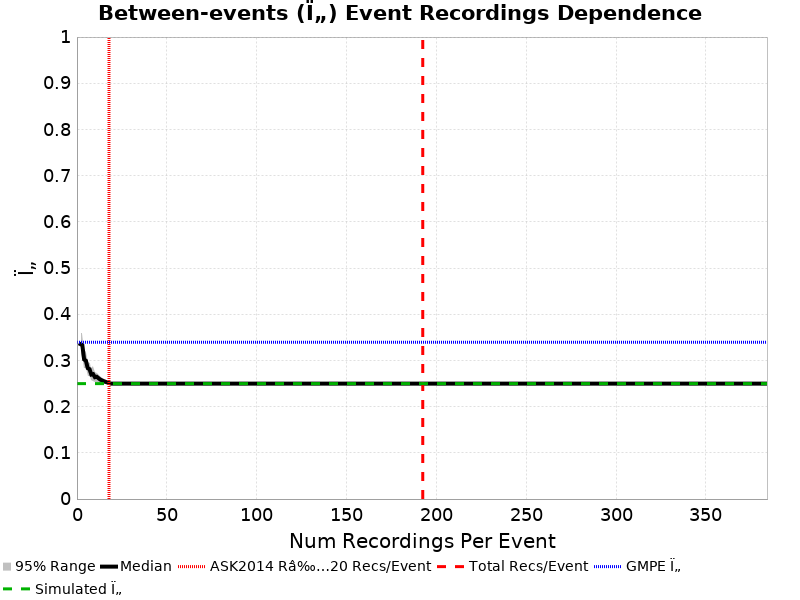 Between-events (Ï„) Event Recordings Dependence
1
0.9
0.8
0.7
0.6
0.5
0.4
0.3
0.2
0.1
0
Ï„
0 50 100 150 200 250 300 350
Num Recordings Per Event
95% Range Median ASK2014 Râ‰…20 Recs/Event Total Recs/Event GMPE Ï„
Simulated Ï„